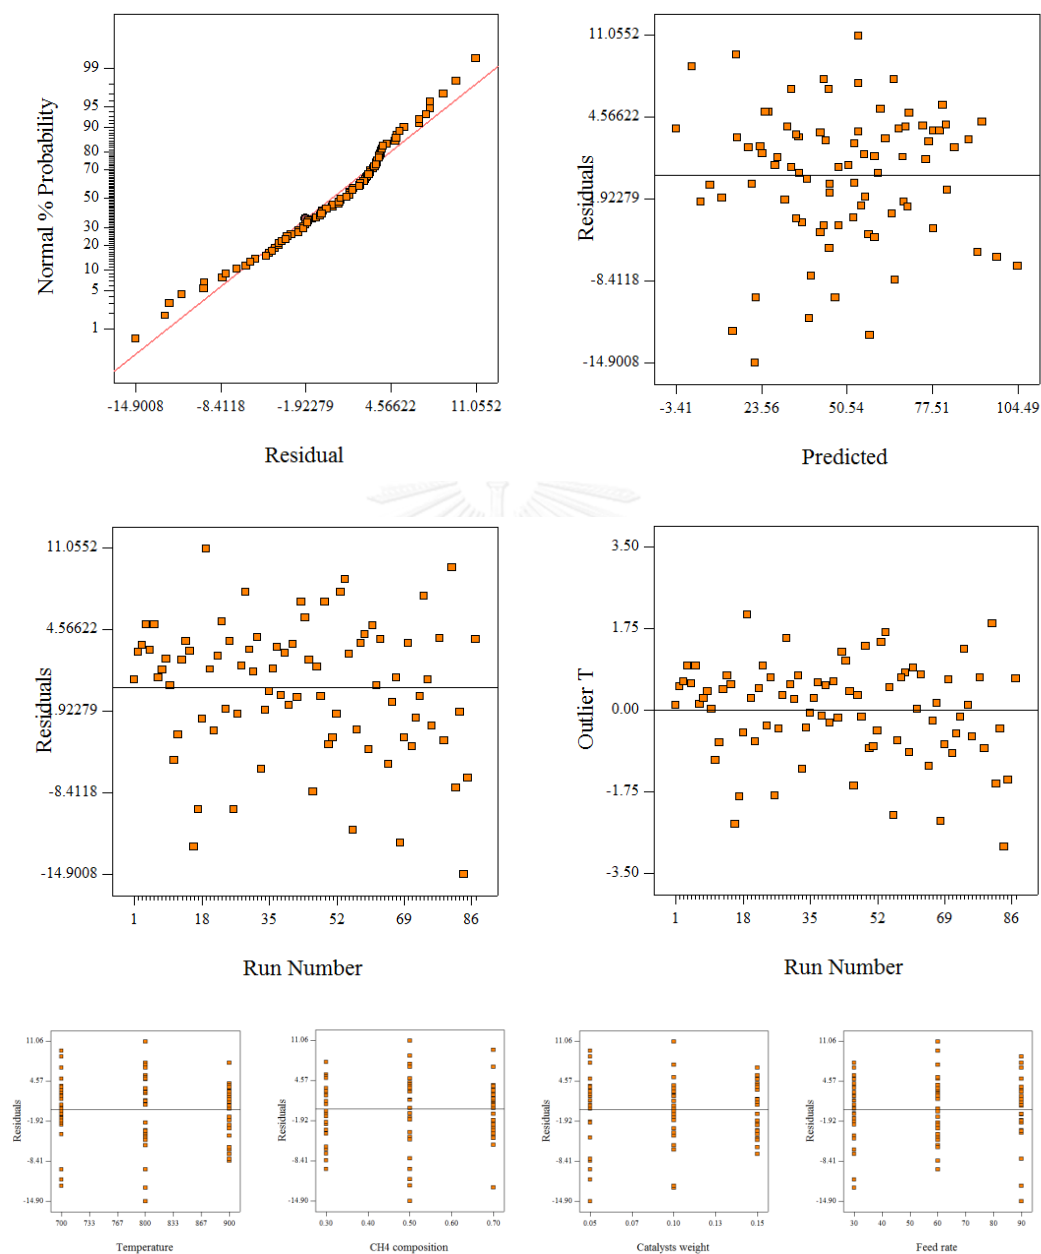 99
95
90
80
70
50
30
20
10
5
1
Normal % Probability
-14.9008 -8.4118 -1.92279 4.56622 11.0552
Residual
11.0552
4.56622
-1.92279
-8.4118
-14.9008
Residuals
-3.41 23.56 50.54 77.51 104.49
Predicted
11.0552
4.56622
-1.92279
-8.4118
-14.9008
Residuals
1 18 35 52 69 86
Run Number
3.50
1.75
0.00
-1.75
-3.50
Outlier T
1 18 35 52 69 86
Run Number
11.06
4.57
-1.92
-8.41
-14.90
Residuals
700 733 767 800 833 867 900
Temperature
11.06
4.57
-1.92
-8.41
-14.90
Residuals
0.30 0.40 0.50 0.60 0.70
CH4 composition
11.06
4.57
-1.92
-8.41
-14.90
Residuals
0.05 0.07 0.10 0.13 0.15
Catalysts weight
11.06
4.57
-1.92
-8.41
-14.90
Residuals
30 40 50 60 70 80 90
Feed rate